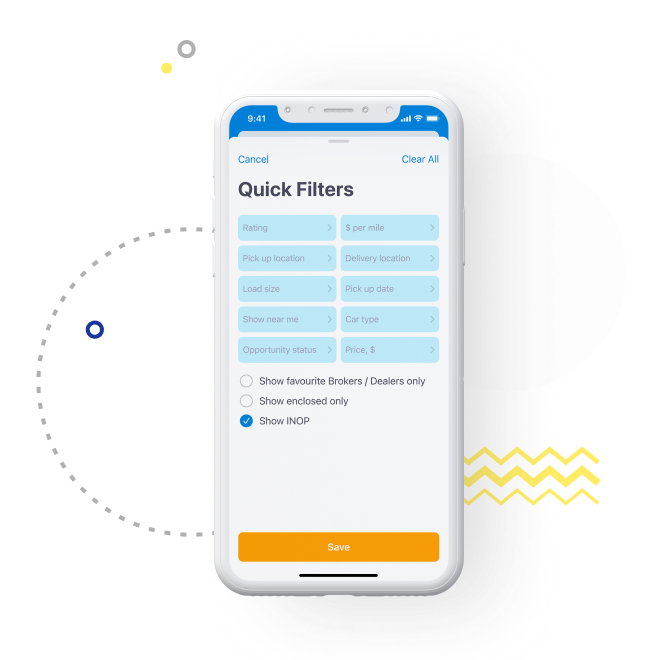 9:41
Cancel Clear All
Quick Filters
Rating $ per mile
Pick up location Delivery location
Load size Pick up date
Show near me Car type
Opportunity status Price, $
Show favourite Brokers / Dealers only
Show enclosed only
Show INOP
Save